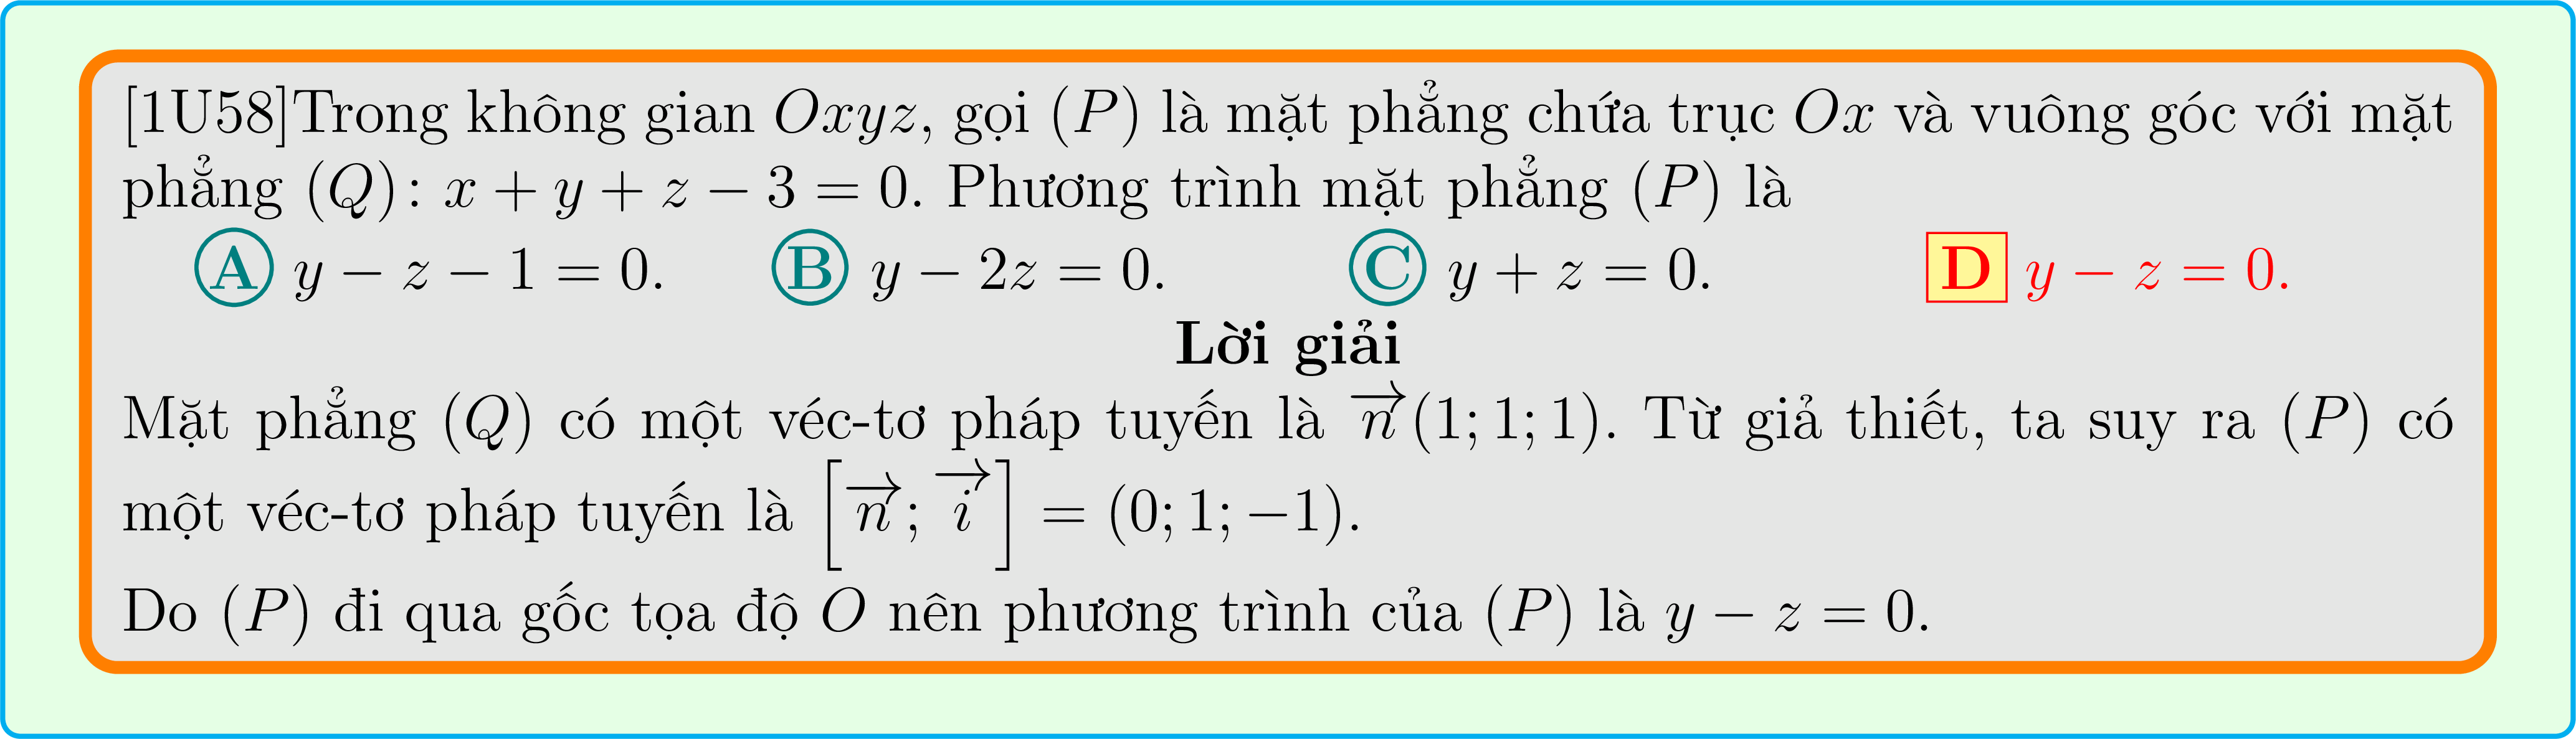 [1U58]Trong không gian Oxyz, gọi (P) là mặt phẳng chứa trục Ox và vuông góc với mặt
phẳng (Q): x + y + z − 3 = 0. Phương trình mặt phẳng (P) là
A y − z − 1 = 0. B y − 2z = 0. C y + z = 0. D y − z = 0.
Lời giải
Mặt phẳng (Q) có một véc-tơ pháp tuyến là \overrightarrow{n}(1; 1; 1). Từ giả thiết, ta suy ra (P) có
một véc-tơ pháp tuyến là [\overrightarrow{n}; \overrightarrow{i}] = (0; 1; −1).
Do (P) đi qua gốc tọa độ O nên phương trình của (P) là y − z = 0.